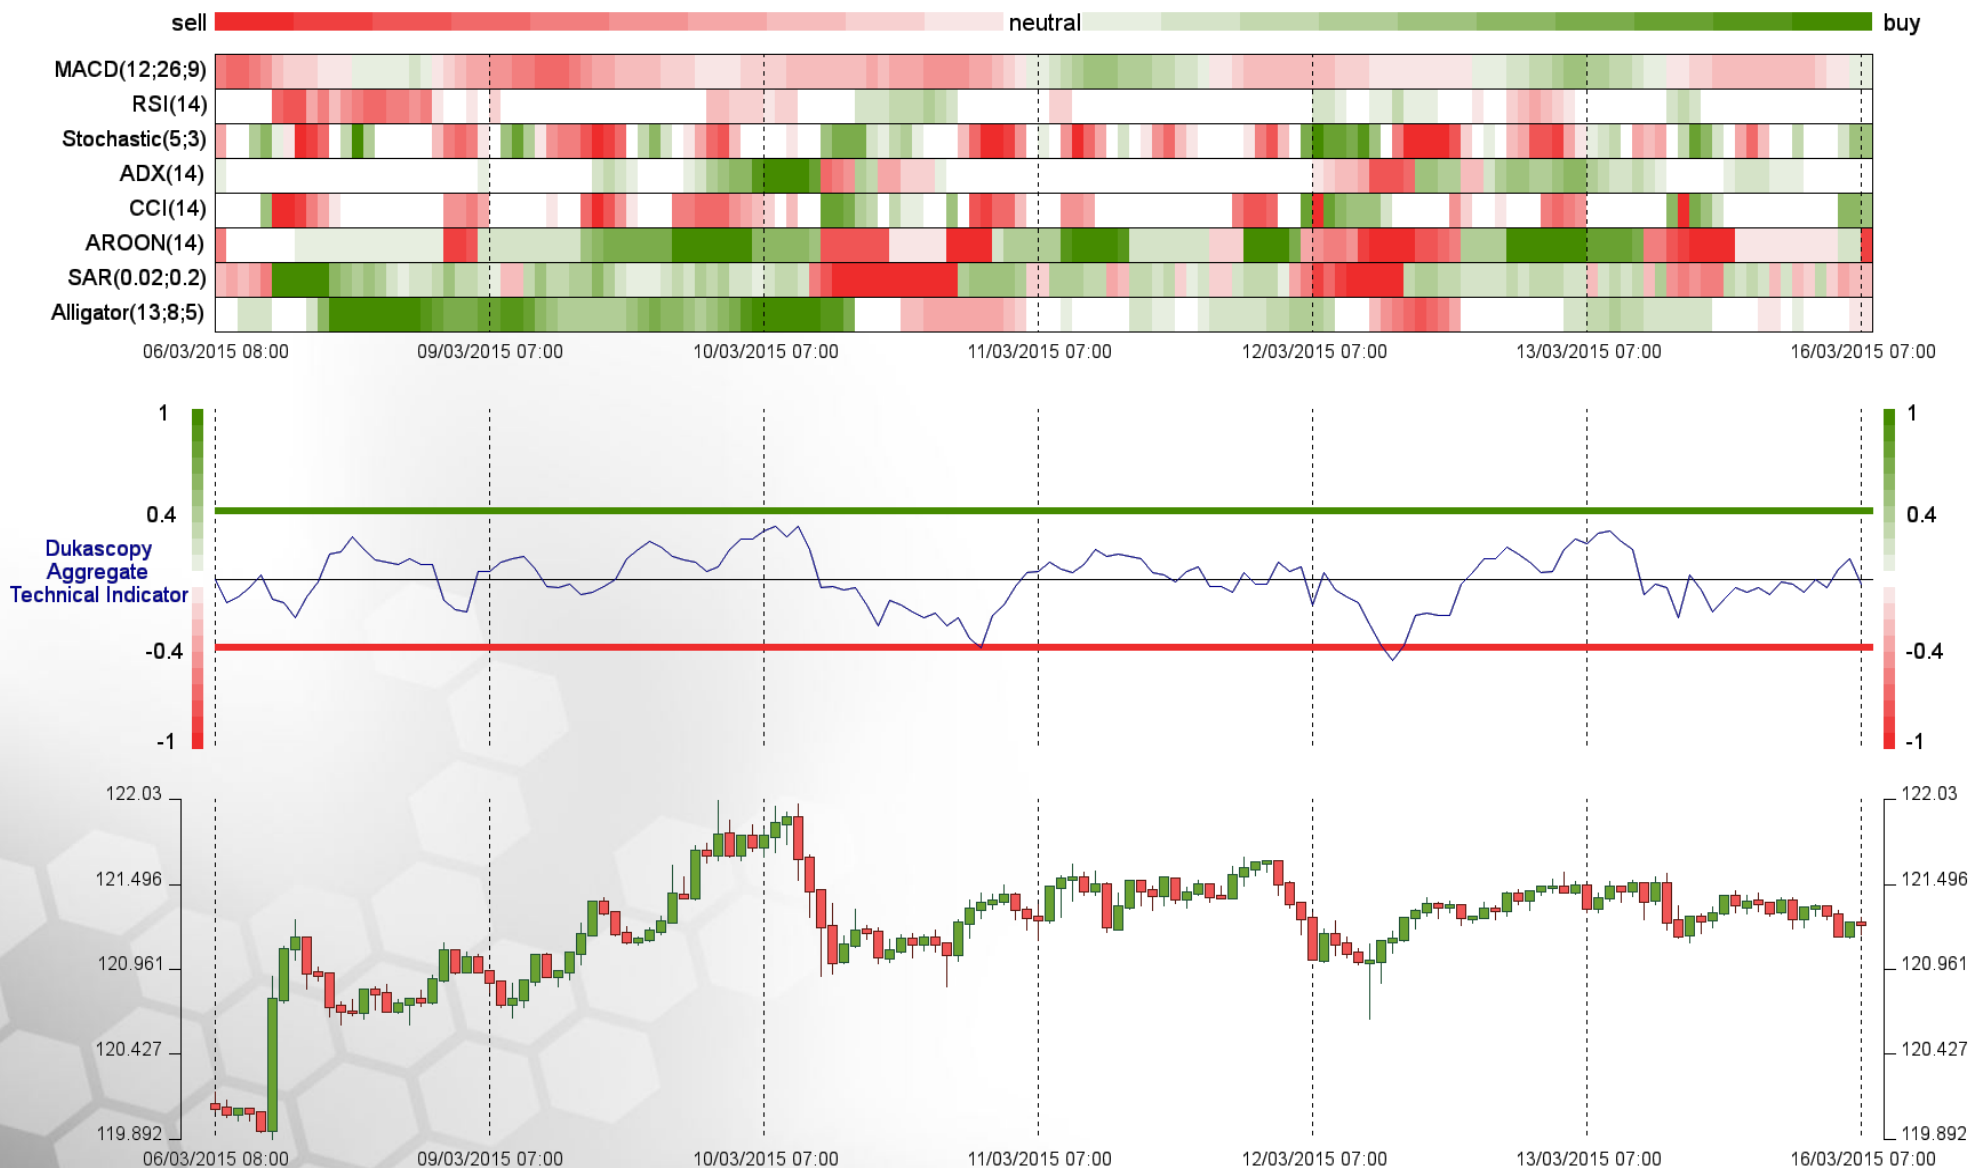 sell neutral buy
MACD(12;26;9)
RSI(14)
Stochastic(5;3)
ADX(14)
CCI(14)
AROON(14)
SAR(0.02;0.2)
Alligator(13;8;5)
06/03/2015 08:00 09/03/2015 07:00 10/03/2015 07:00 11/03/2015 07:00 12/03/2015 07:00 13/03/2015 07:00 16/03/2015 07:00
1 1
0.4 0.4
Dukascopy
Aggregate
Technical Indicator
-0.4 -0.4
-1 -1
122.03 122.03
121.496 121.496
120.961 120.961
120.427 120.427
119.892 119.892
06/03/2015 08:00 09/03/2015 07:00 10/03/2015 07:00 11/03/2015 07:00 12/03/2015 07:00 13/03/2015 07:00 16/03/2015 07:00